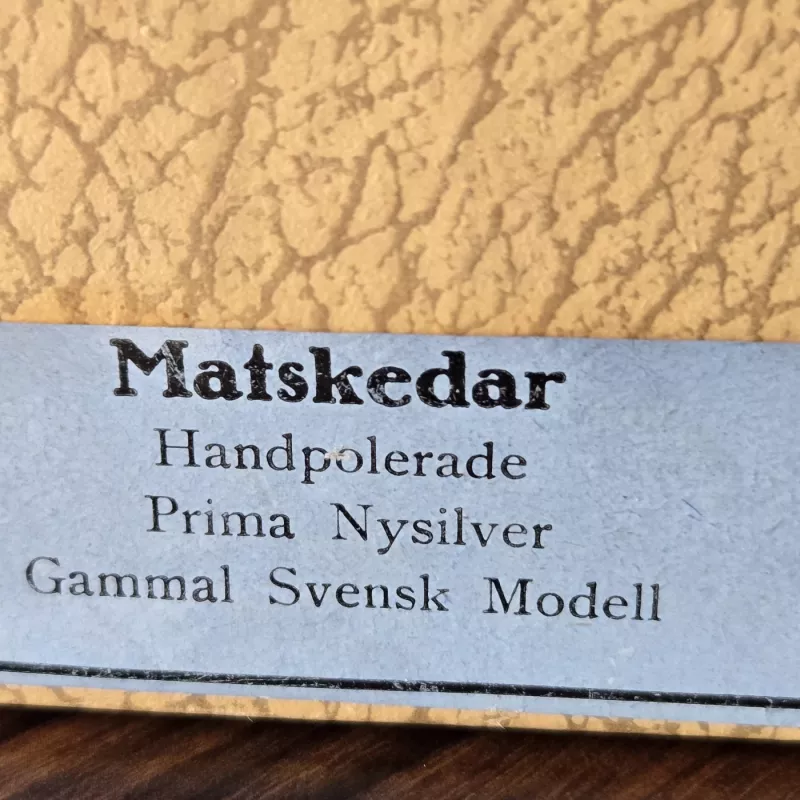 Matskedar
Handpolerade
Prima Nysilver
Gammal Svensk Modell